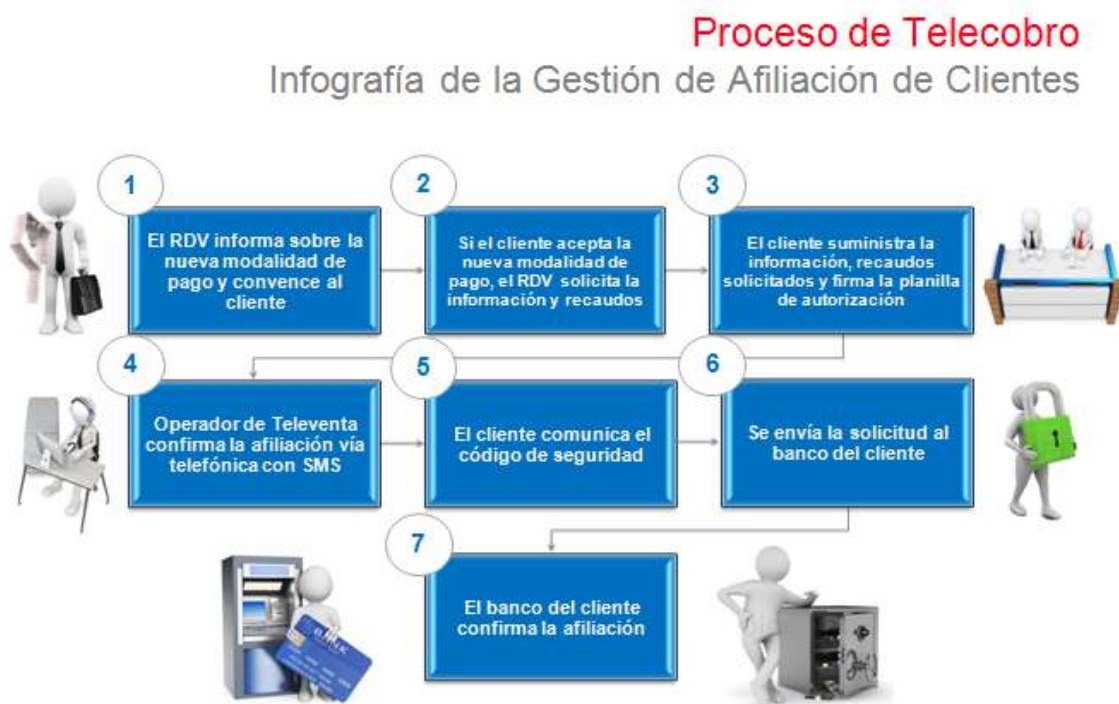 Proceso de Telecobro
Infografía de la Gestión de Afiliación de Clientes
1
El RDV informa sobre la
nueva modalidad de
pago y convence al
cliente
2
Si el cliente acepta la
nueva modalidad de
pago, el RDV solicita la
información y recaudos
3
El cliente suministra la
información, recaudos
solicitados y firma la planilla
de autorización
4
Operador de Televenta
confirma la afiliación vía
telefónica con SMS
5
El cliente comunica el
código de seguridad
6
Se envía la solicitud al
banco del cliente
7
El banco del cliente
confirma la afiliación
BANK